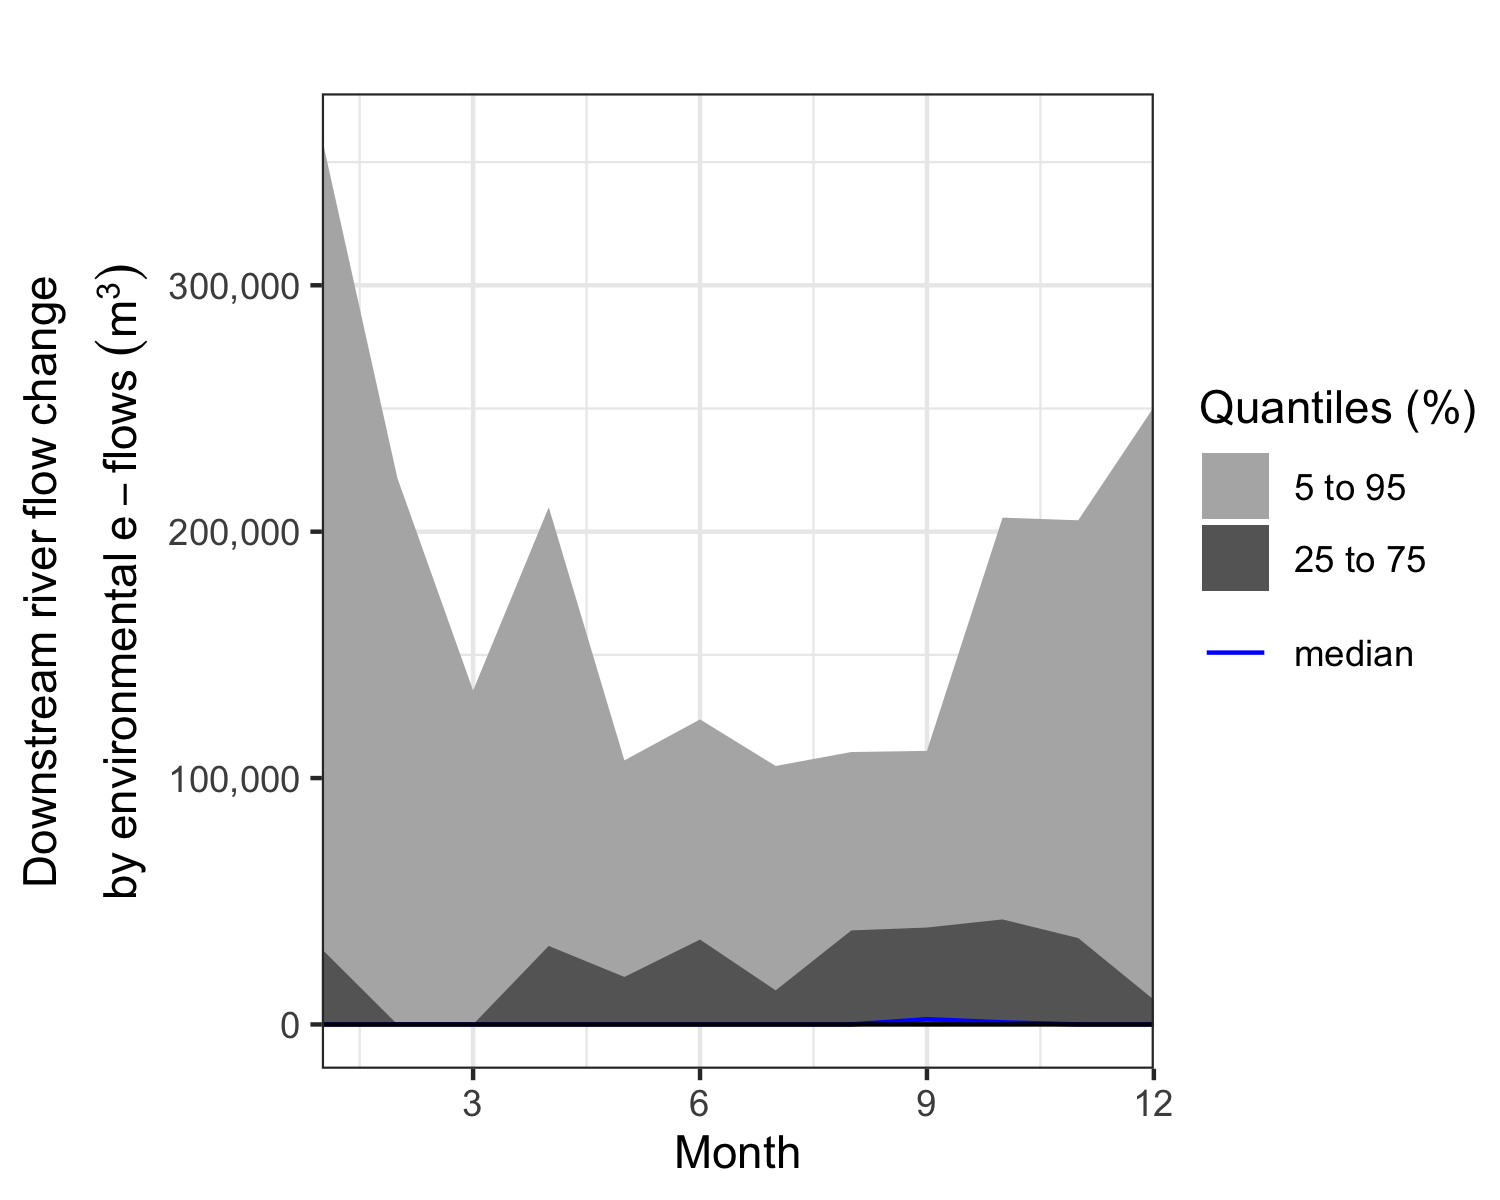 Downstream river flow change
by environmental e – flows (m³)
300,000
200,000
100,000
0
3
6
9
12
Month
Quantiles (%)
5 to 95
25 to 75
median